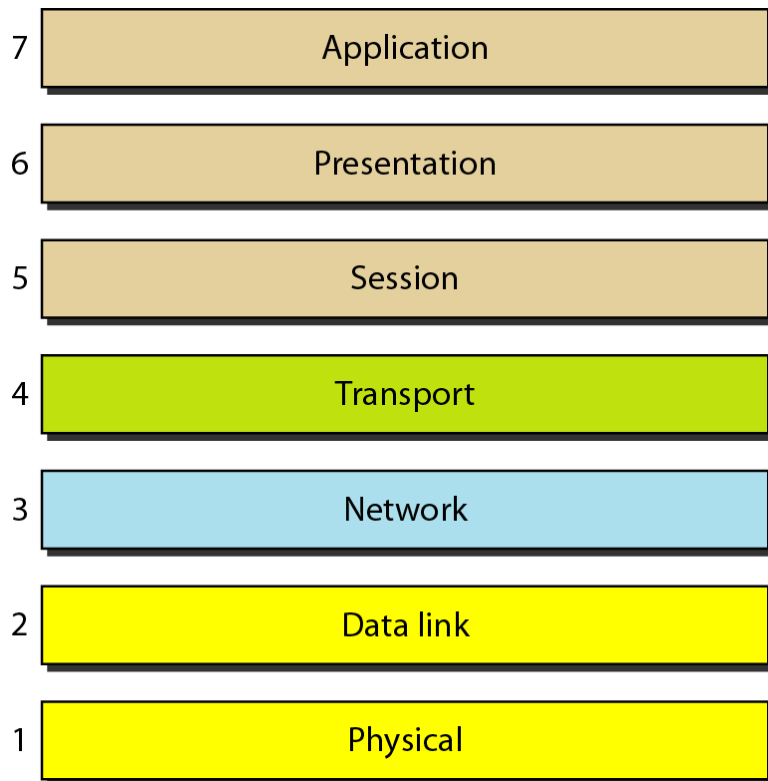 7 Application
6 Presentation
5 Session
4 Transport
3 Network
2 Data link
1 Physical